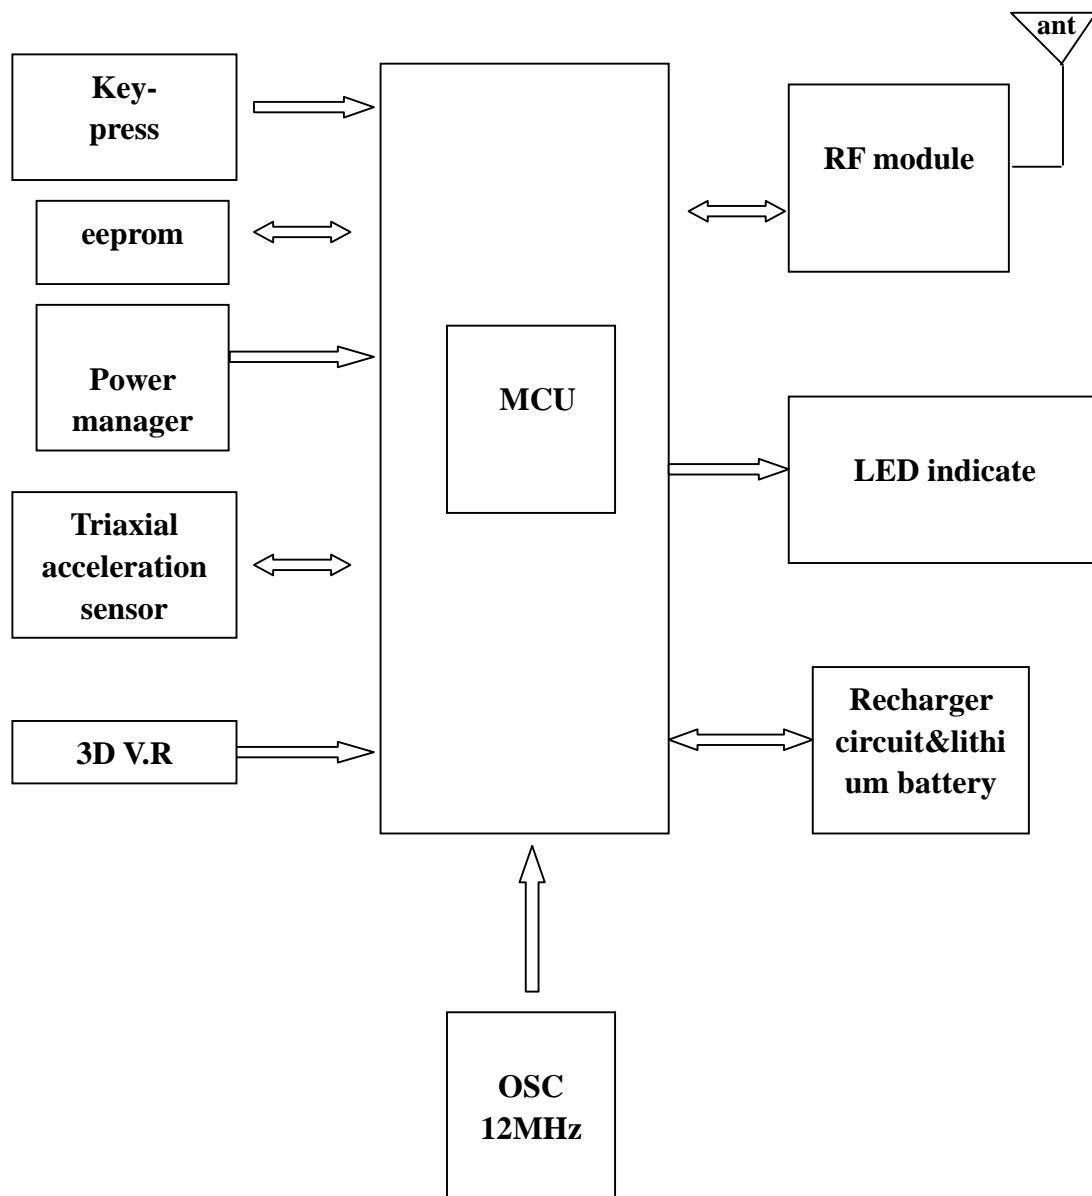 ant
Key-
press
RF module
eeprom
Power
manager
MCU
LED indicate
Triaxial
acceleration
sensor
3D V.R
Recharger
circuit&lithi
um battery
OSC
12MHz